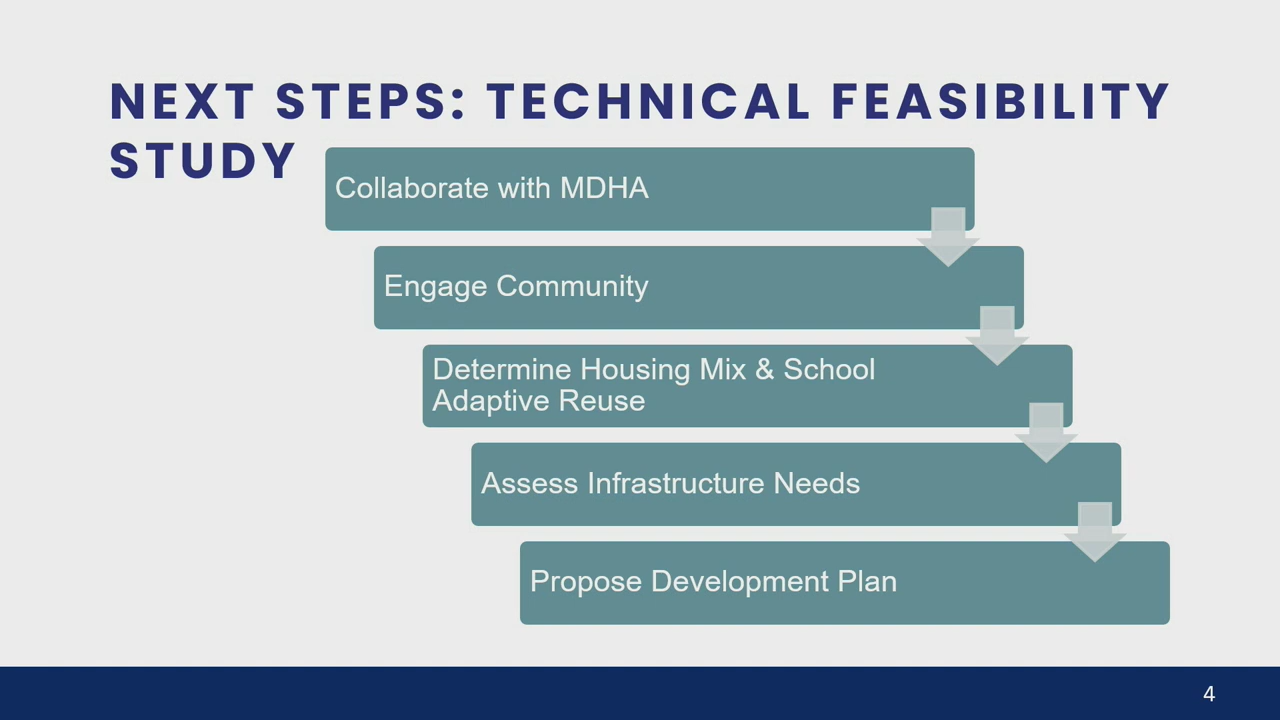 NEXT STEPS: TECHNICAL FEASIBILITY
STUDY
Collaborate with MDHA
Engage Community
Determine Housing Mix & School
Adaptive Reuse
Assess Infrastructure Needs
Propose Development Plan
4